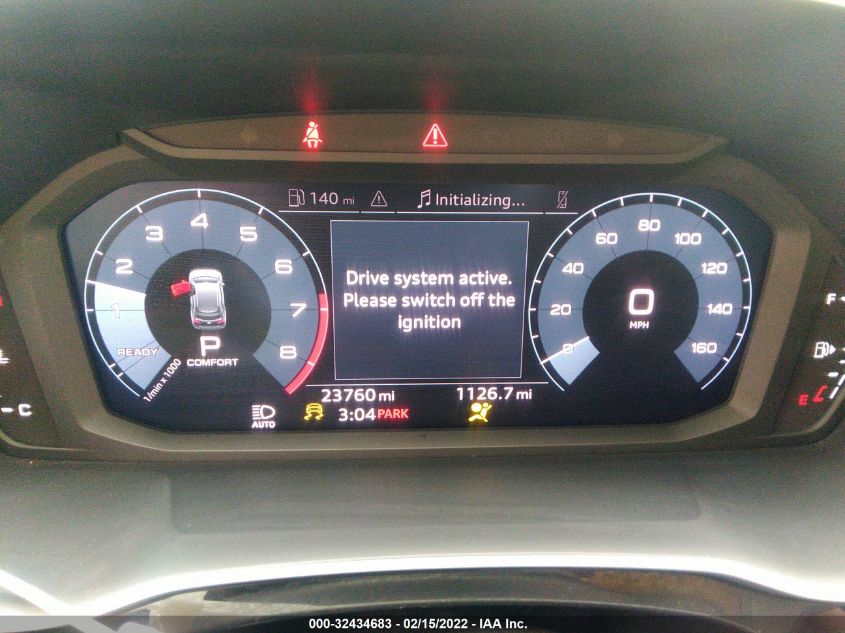 140 mi
Initializing...
1
2
3
4
5
6
7
8
READY
1/min x 1000
P
COMFORT
Drive system active.
Please switch off the
ignition
0
20
40
60
80
100
120
140
160
0
MPH
23760 mi
1126.7 mi
AUTO
3:04 PARK
C
F
E
000-32434683 - 02/15/2022 - IAA Inc.